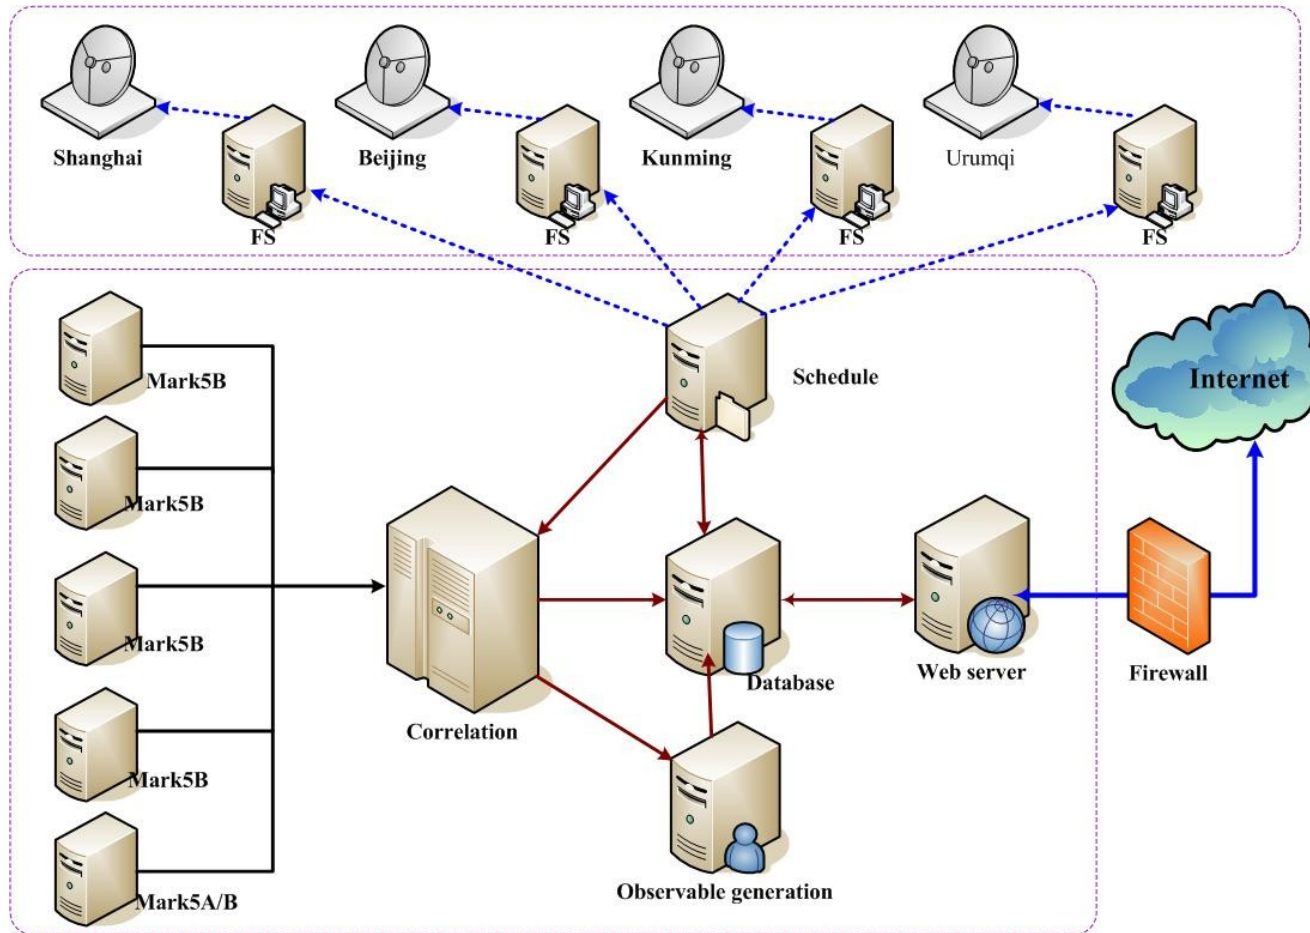 Shanghai
Beijing
Kunming
Urumqi
FS
FS
FS
FS
Schedule
Mark5B
Mark5B
Mark5B
Mark5B
Mark5A/B
Correlation
Database
Observable generation
Web server
Firewall
Internet